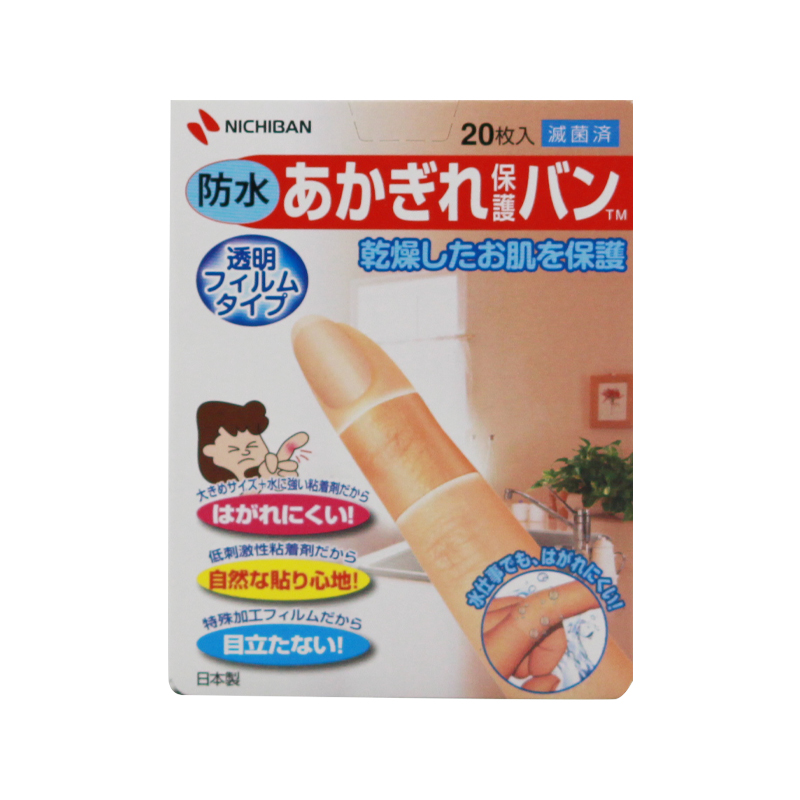 NICHIBAN
20枚入 滅菌済
防水 あかぎれ保護バン™
乾燥したお肌を保護
透明
フィルム
タイプ
大きめサイズ+水に強い粘着剤だから
はがれにくい!
低刺激性粘着剤だから
自然な貼り心地!
特殊加工フィルムだから
目立たない!
水仕事でも、はがれにくい!
日本製